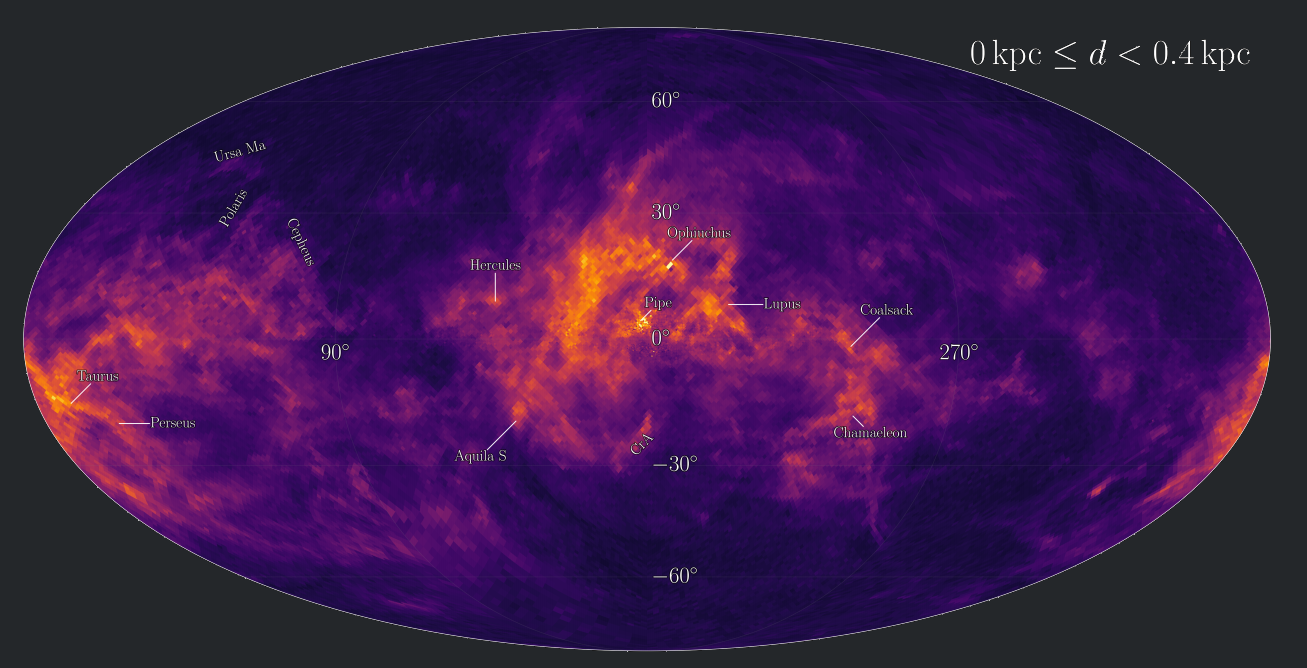 0 kpc ≤ d < 0.4 kpc
60°
Ursa Ma
Polaris
30°
Cepheus
Ophiuchus
Hercules
Pipe
Lupus
Coalsack
0°
90°
270°
Taurus
Perseus
Chamaeleon
CrA
Aquila S
−30°
−60°